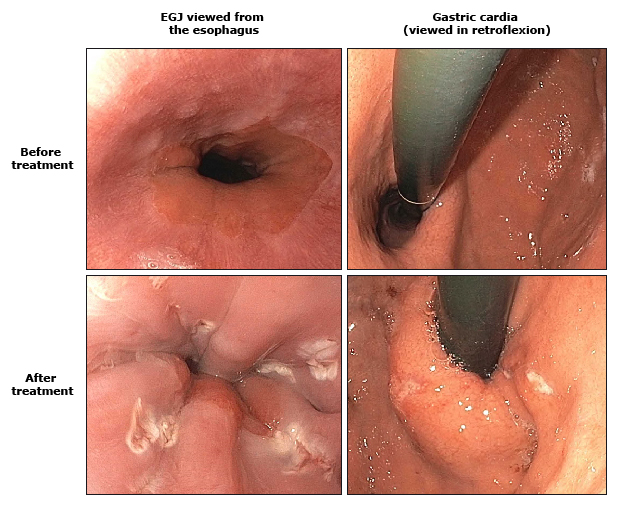 EGJ viewed from
the esophagus
Gastric cardia
(viewed in retroflexion)
Before
treatment
After
treatment